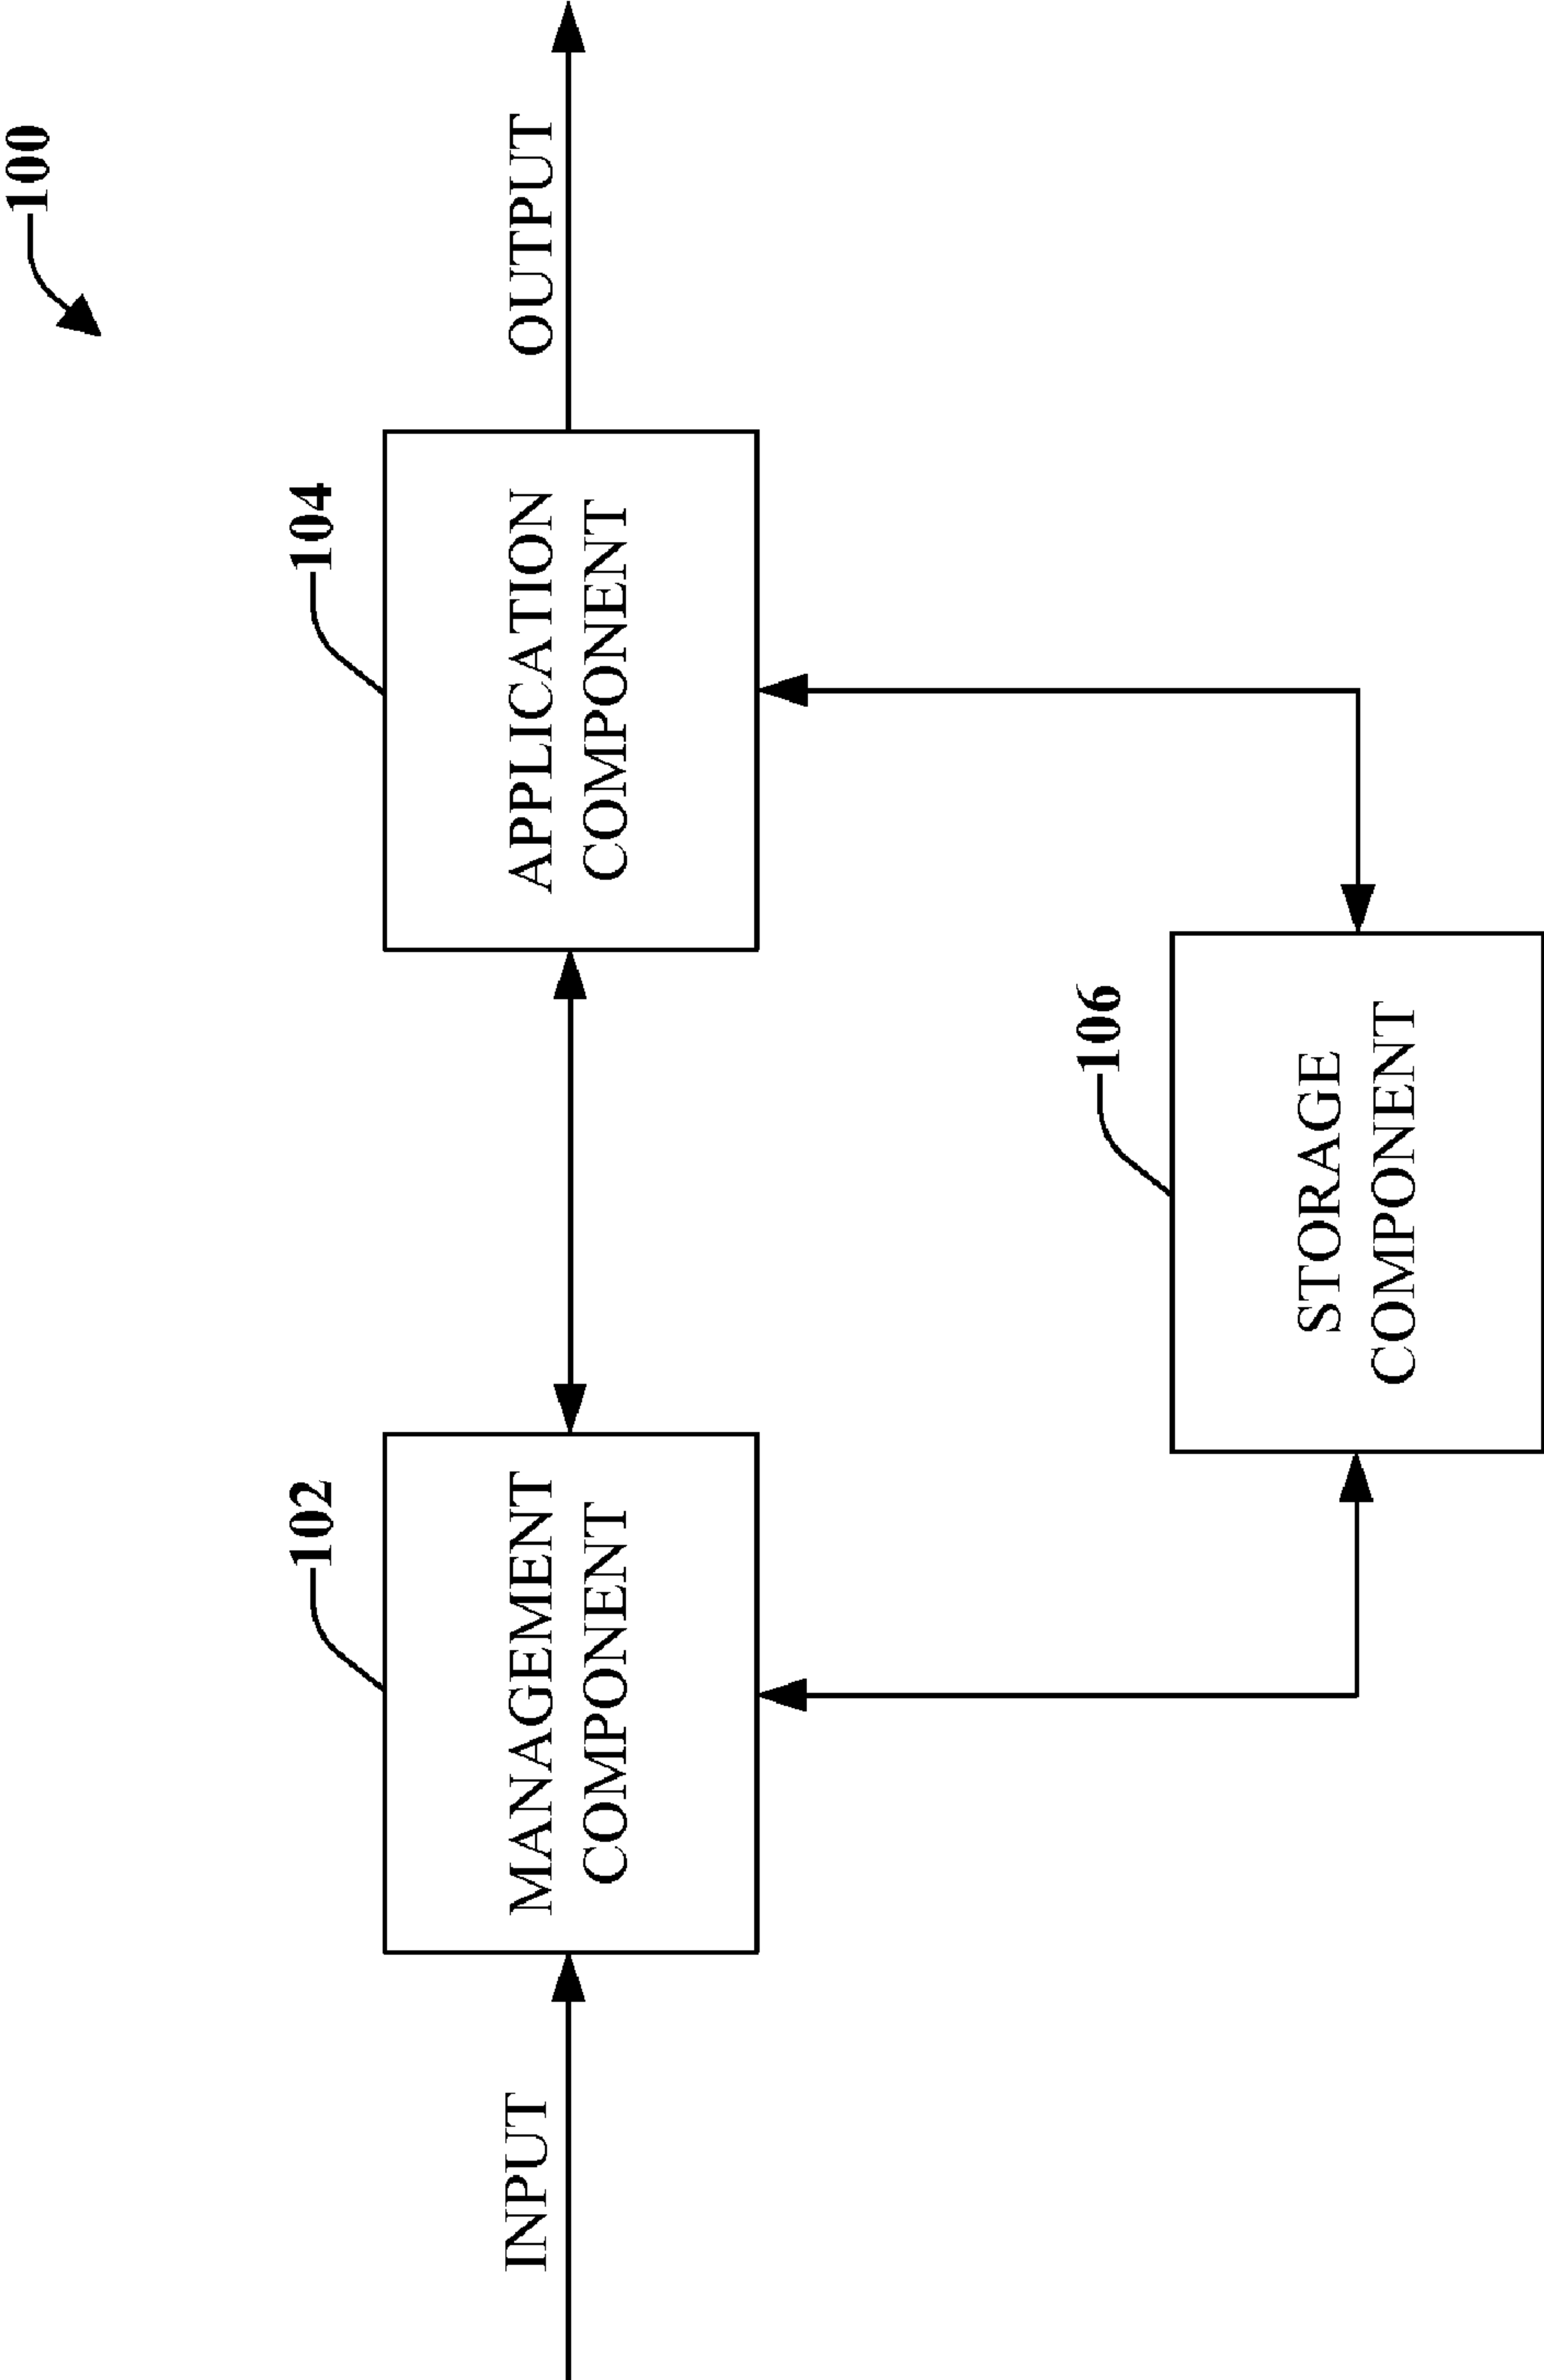 100
102
104
INPUT
MANAGEMENT
COMPONENT
APPLICATION
COMPONENT
OUTPUT
106
STORAGE
COMPONENT